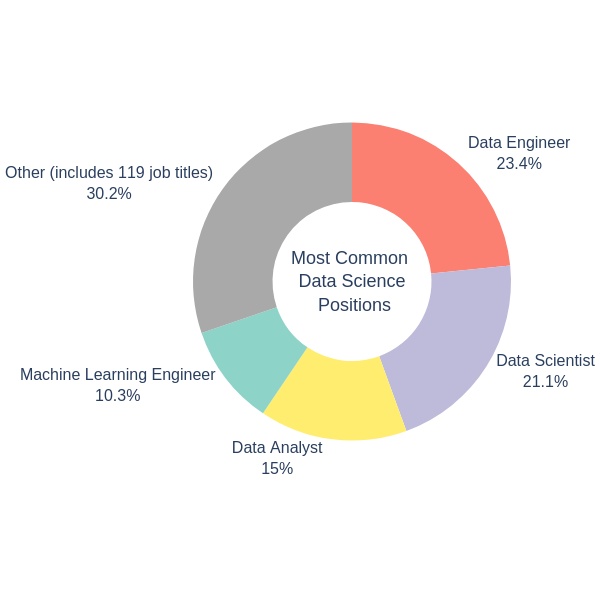 Data Engineer
23.4%
Other (includes 119 job titles)
30.2%
Most Common
Data Science
Positions
Data Scientist
21.1%
Machine Learning Engineer
10.3%
Data Analyst
15%